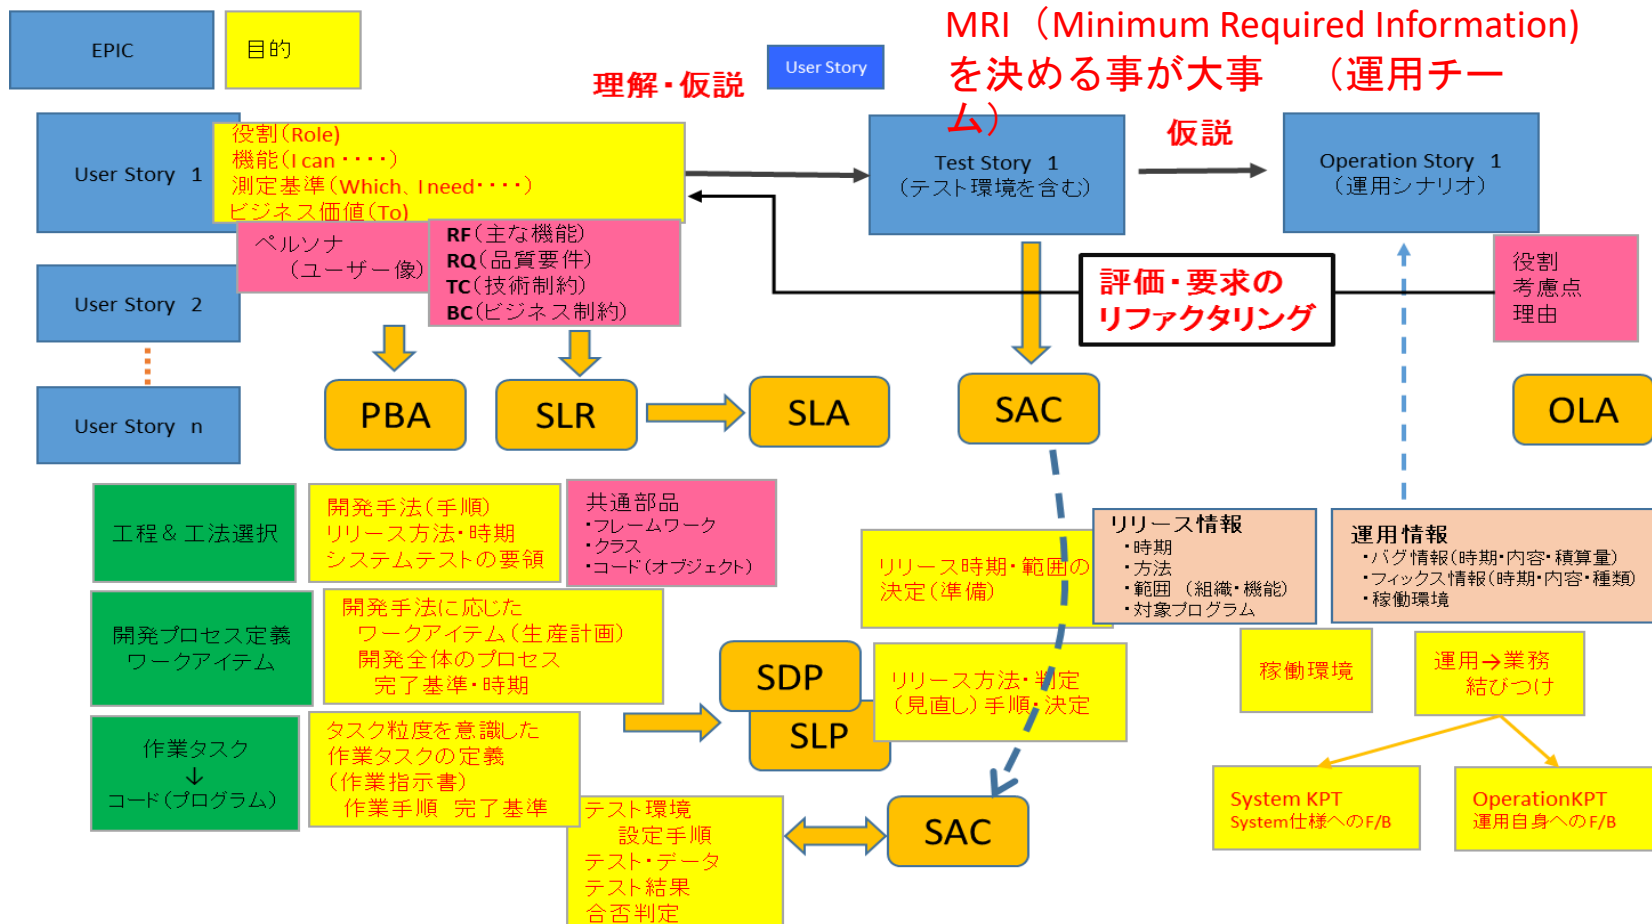 EPIC
目的
User Story
理解・仮説
MRI（Minimum Required Information)
を決める事が大事　（運用チー
ム）
User Story 1
役割(Role)
機能(I can ・・・・)
測定基準(Which、I need・・・・)
ビジネス価値(To)
Test Story 1
（テスト環境を含む）
仮説
Operation Story 1
（運用シナリオ）
ペルソナ
（ユーザー像）
RF(主な機能)
RQ(品質要件)
TC(技術制約)
BC(ビジネス制約)
評価・要求の
リファクタリング
役割
考慮点
理由
User Story 2
User Story n
PBA
SLR
SLA
SAC
OLA
工程＆工法選択
開発手法(手順)
リリース方法・時期
システムテストの要領
共通部品
・フレームワーク
・クラス
・コード(オブジェクト)
リリース時期・範囲の
決定(準備)
リリース情報
・時期
・方法
・範囲 （組織・機能)
・対象プログラム
運用情報
・バグ情報(時期・内容・積算量)
・フィックス情報(時期・内容・種類)
・稼働環境
開発プロセス定義
ワークアイテム
開発手法に応じた
ワークアイテム(生産計画)
開発全体のプロセス
完了基準・時期
SDP
SLP
リリース方法・判定
(見直し)手順・決定
稼働環境
運用→業務
結びつけ
作業タスク
↓
コード(プログラム)
タスク粒度を意識した
作業タスクの定義
(作業指示書)
作業手順 完了基準
テスト環境
設定手順
テスト・データ
テスト結果
合否判定
SAC
System KPT
System仕様へのF/B
OperationKPT
運用自身へのF/B